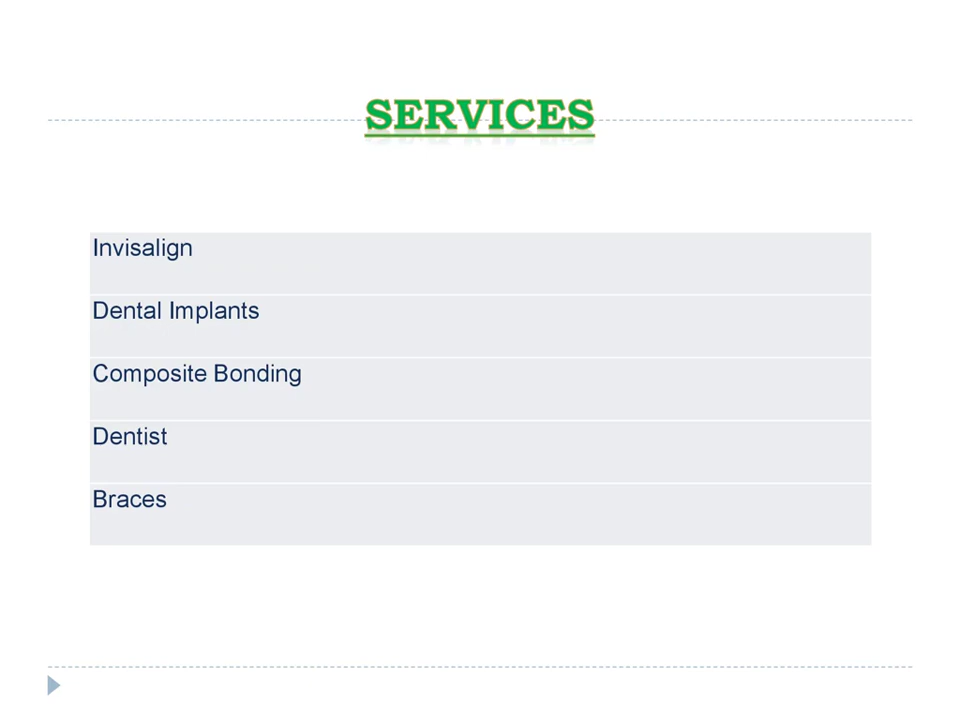 SERVICES
Invisalign
Dental Implants
Composite Bonding
Dentist
Braces